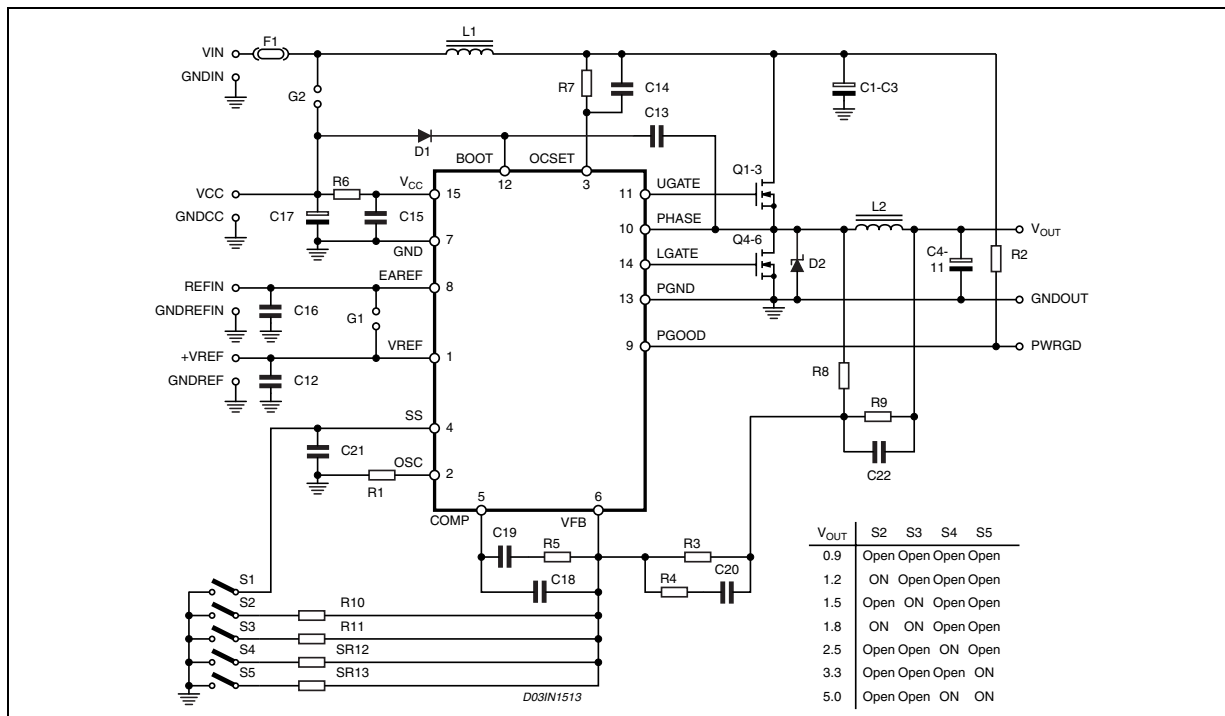 L1
VIN
F1
GNDIN
G2
R7
C14
C1-C3
C13
D1
BOOT
OCSET
12
3
Q1-3
UGATE
11
VCC
R6
VCC
15
L2
GNDCC
C17
C15
PHASE
10
VOUT
7
GND
Q4-6
LGATE
14
D2
C4-11
R2
REFIN
EAREF
8
PGND
13
GNDOUT
GNDREFIN
C16
G1
+VREF
VREF
1
PGOOD
9
PWRGD
GNDREF
C12
R8
R9
SS
4
C21
OSC
2
R1
C22
5
6
COMP
VFB
C19
R5
R3
C20
R4
C18
S1
S2
R10
S3
R11
S4
SR12
S5
SR13
D03IN1513
VOUT S2 S3 S4 S5
0.9 Open Open Open Open
1.2 ON Open Open Open
1.5 Open ON Open Open
1.8 ON ON Open Open
2.5 Open Open ON Open
3.3 Open Open Open ON
5.0 Open Open ON ON